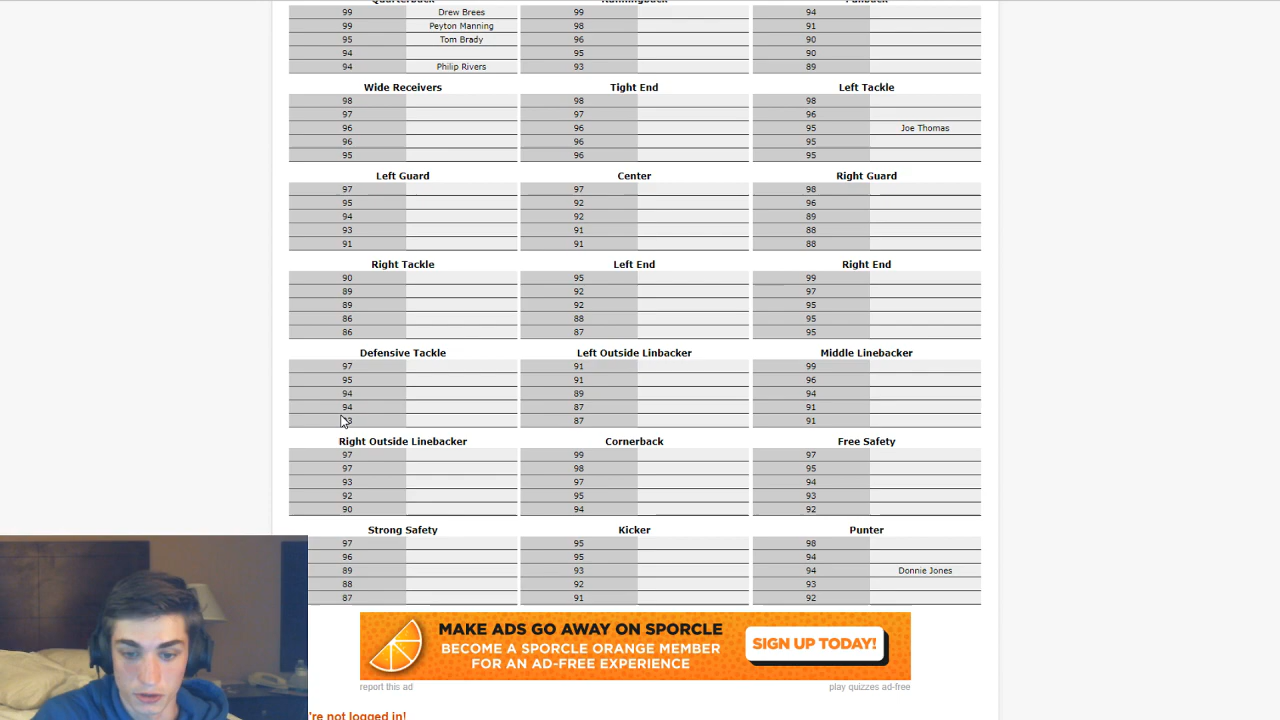 Quarterback Runningback Fullback
99 Drew Brees 99 94
99 Peyton Manning 98 91
95 Tom Brady 96 90
94 95 90
94 Philip Rivers 93 89
Wide Receivers Tight End Left Tackle
98 98 98
97 97 96
96 96 95 Joe Thomas
96 96 95
95 96 95
Left Guard Center Right Guard
97 97 98
95 92 96
94 92 89
93 91 88
91 91 88
Right Tackle Left End Right End
90 95 99
89 92 97
89 92 95
86 88 95
86 87 95
Defensive Tackle Left Outside Linbacker Middle Linebacker
97 91 99
95 91 96
94 89 94
94 87 91
87 91
Right Outside Linebacker Cornerback Free Safety
97 99 97
97 98 95
93 97 94
92 95 93
90 94 92
Strong Safety Kicker Punter
97 95 98
96 95 94
89 93 94 Donnie Jones
88 92 93
87 91 92
MAKE ADS GO AWAY ON SPORCLE
BECOME A SPORCLE ORANGE MEMBER
FOR AN AD-FREE EXPERIENCE
SIGN UP TODAY!
report this ad play quizzes ad-free
're not logged in!